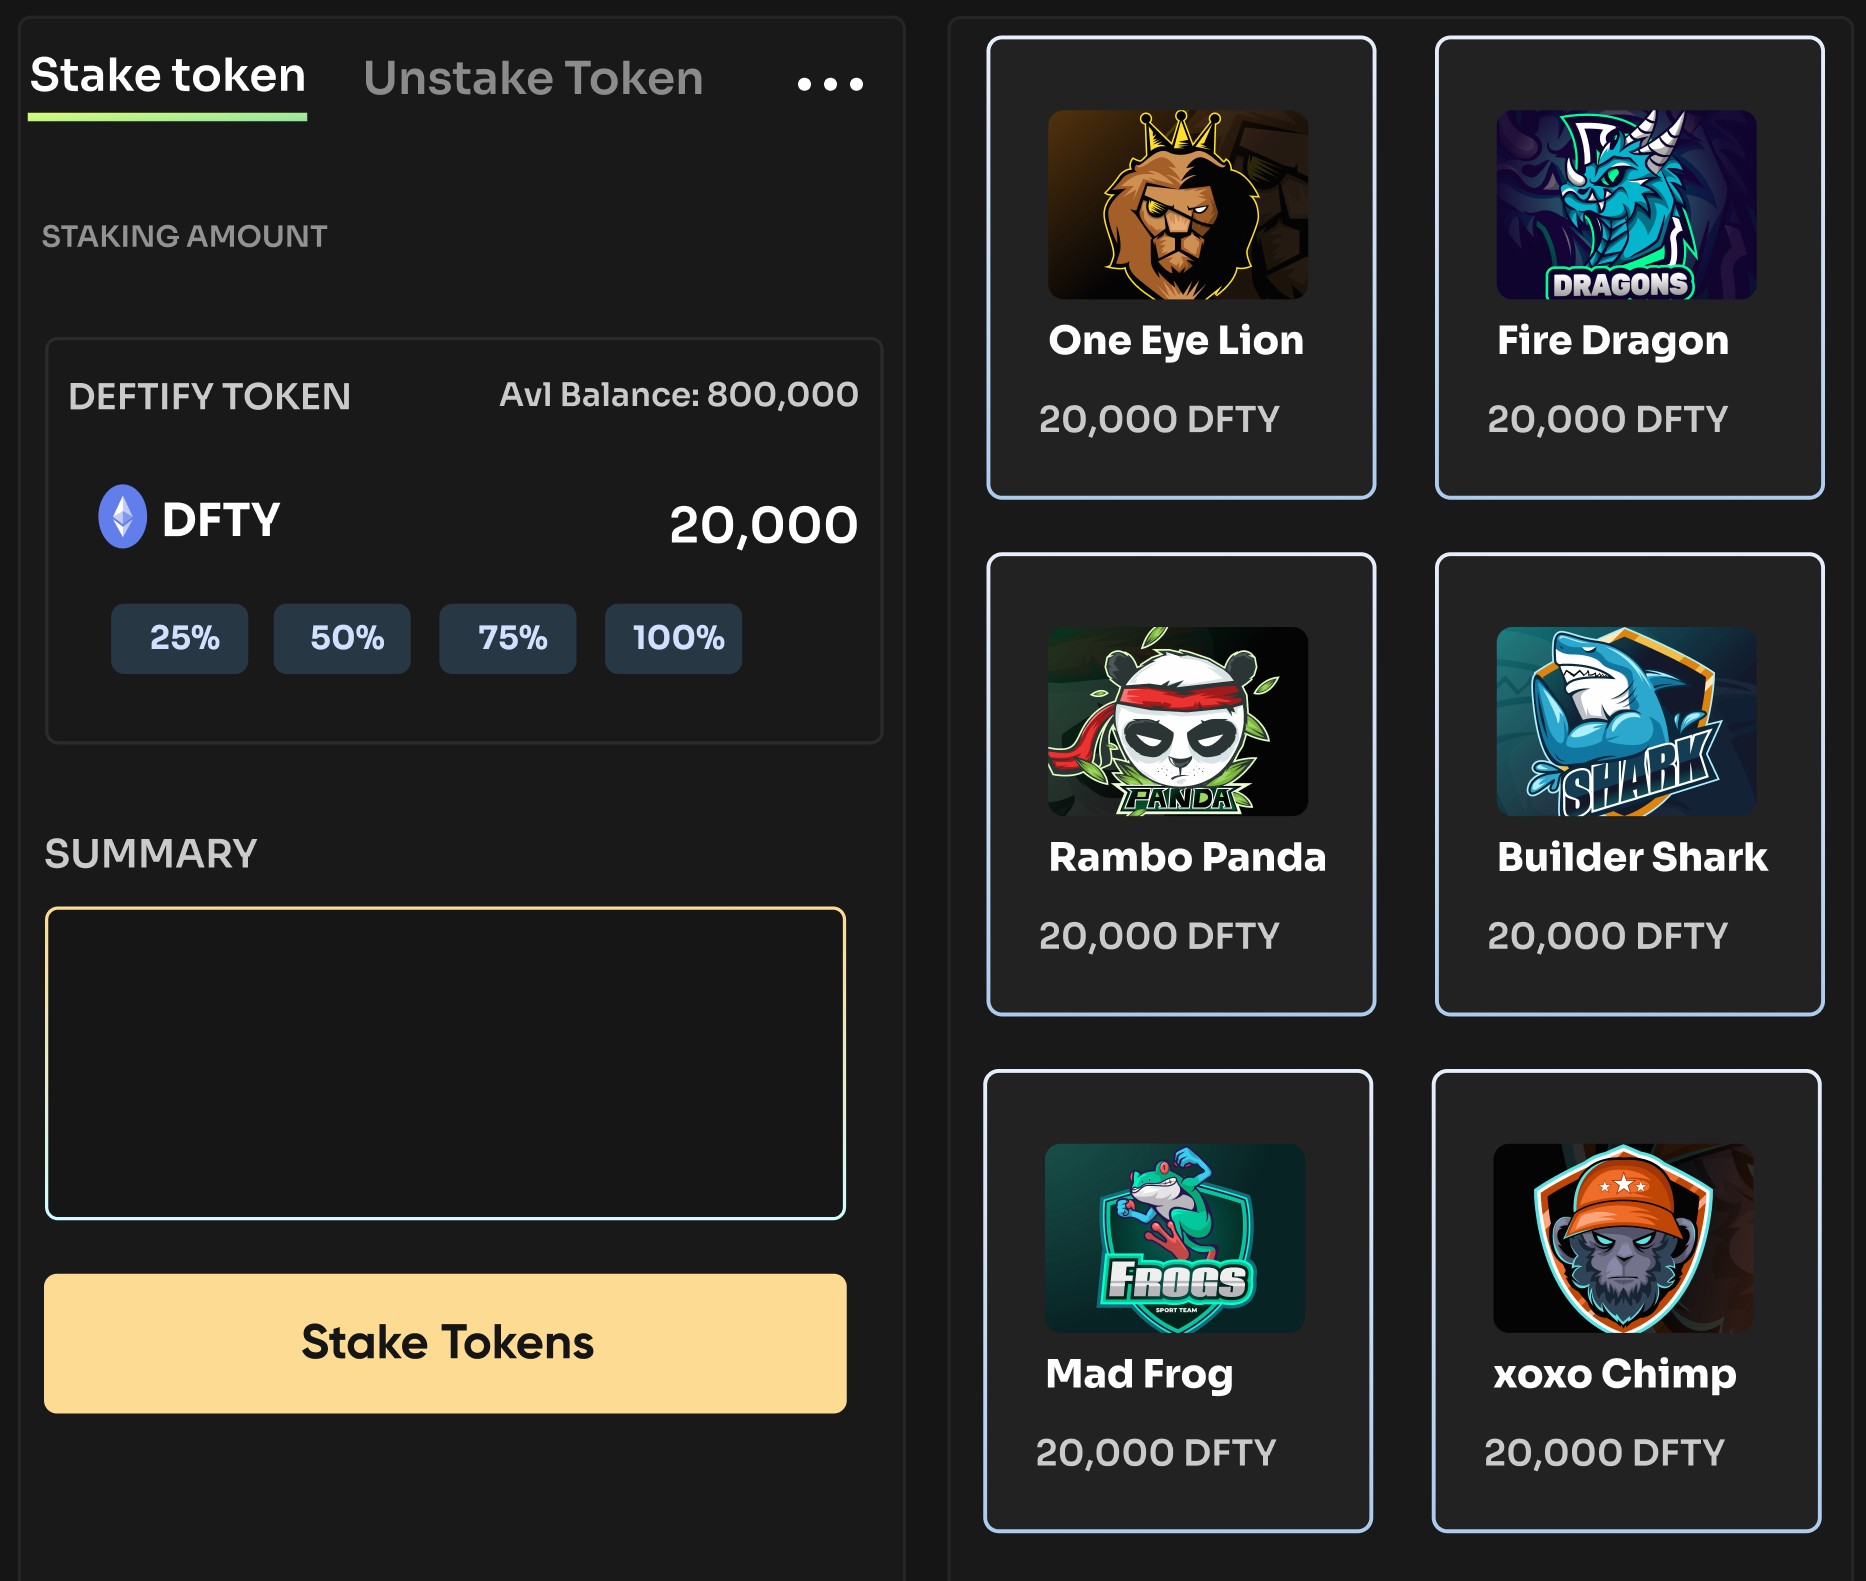 Stake token
Unstake Token
STAKING AMOUNT
DEFTIFY TOKEN
Avl Balance: 800,000
DFTY
20,000
25%
50%
75%
100%
SUMMARY
Stake Tokens
One Eye Lion
20,000 DFTY
DRAGONS
Fire Dragon
20,000 DFTY
PANDA
Rambo Panda
20,000 DFTY
SHARK
Builder Shark
20,000 DFTY
FROGS
SPORT TEAM
Mad Frog
20,000 DFTY
xoxo Chimp
20,000 DFTY